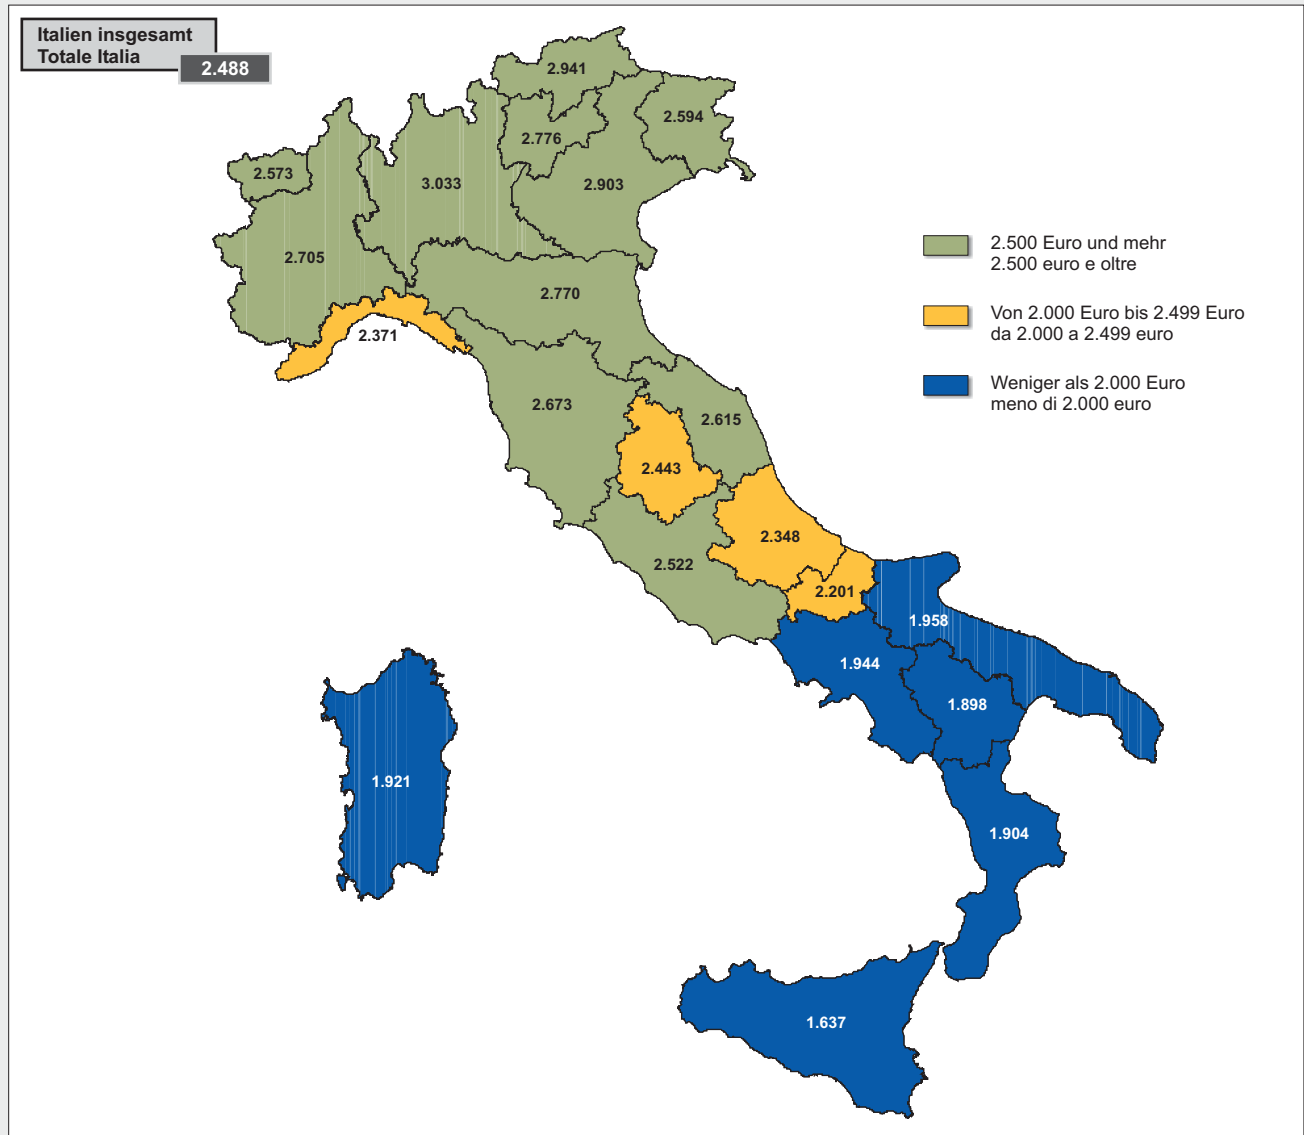 Italien insgesamt
Totale Italia
2.488
2.941
2.594
2.776
2.573
3.033
2.903
2.705
2.770
2.371
2.673
2.615
2.443
2.348
2.522
2.201
1.958
1.944
1.898
1.921
1.904
1.637
2.500 Euro und mehr
2.500 euro e oltre
Von 2.000 Euro bis 2.499 Euro
da 2.000 a 2.499 euro
Weniger als 2.000 Euro
meno di 2.000 euro